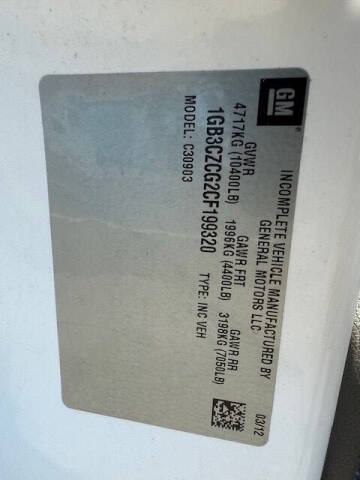 GM
INCOMPLETE VEHICLE MANUFACTURED BY
GENERAL MOTORS LLC
03/12
GVWR GAWR FRT GAWR RR
4717KG (10400LB) 1996KG (4400LB) 3198KG (7050LB)
1GB3CZCG2CF199320 TYPE: INC VEH
MODEL: C30903